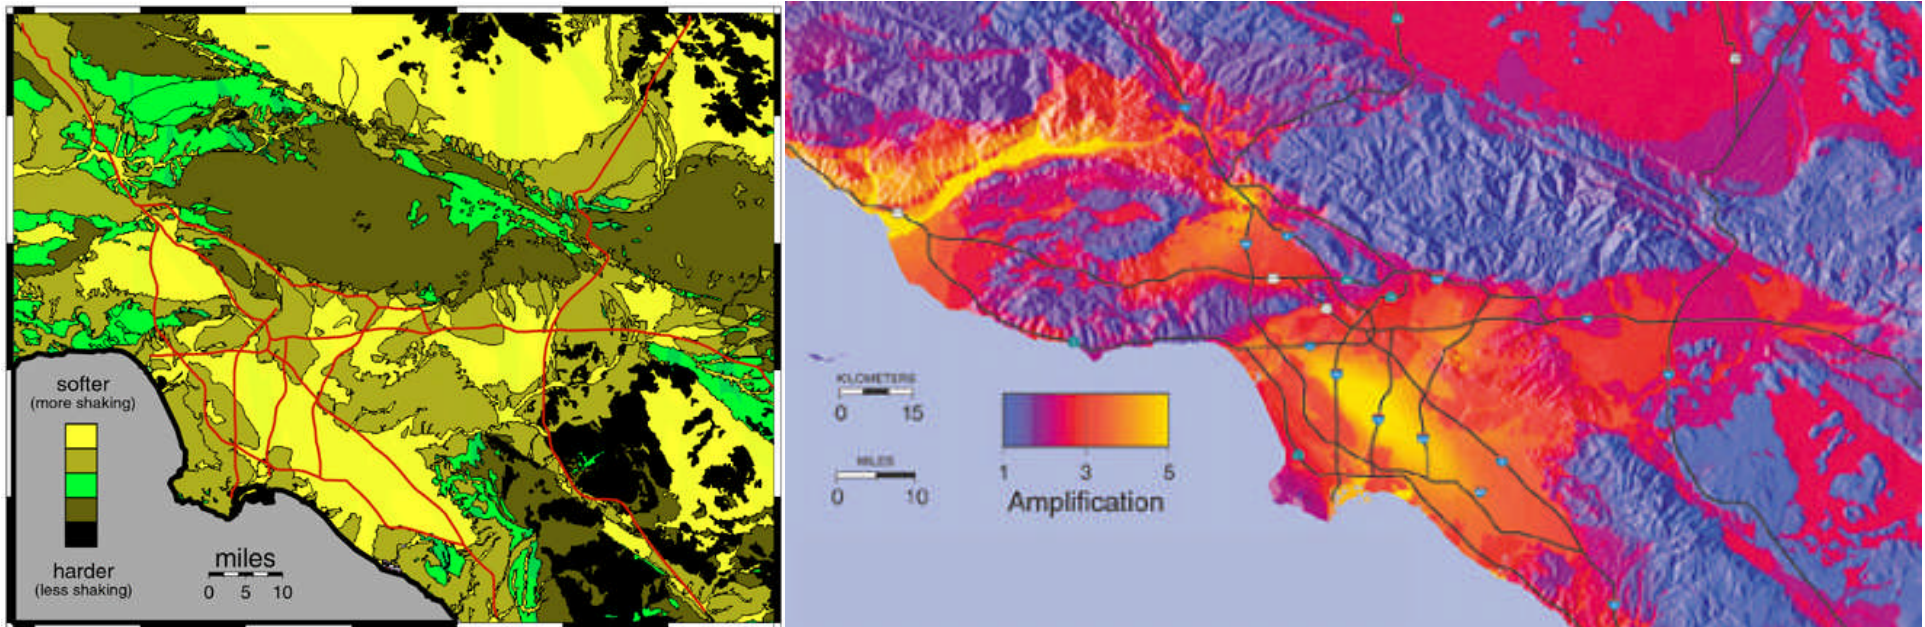 softer
(more shaking)
harder
(less shaking)
miles
0 5 10
KILOMETERS
0 15
MILES
0 10
1 3 5
Amplification